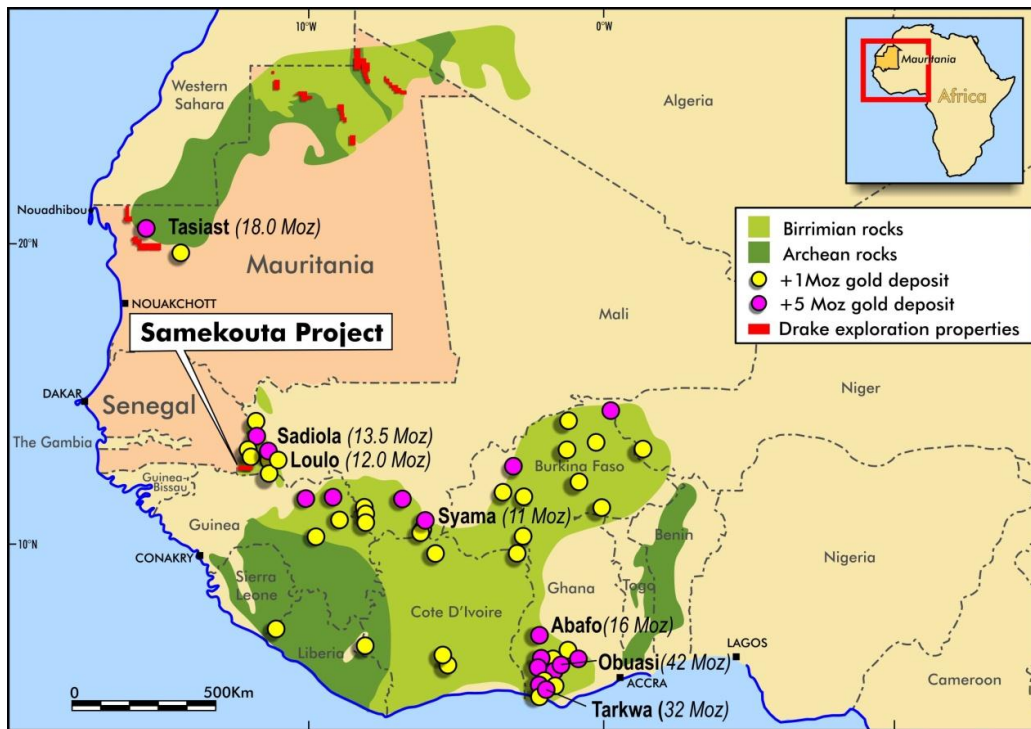 10°W
0°W
Western
Sahara
Algeria
Mauritania
Africa
Nouadhibou
Tasiast (18.0 Moz)
20°N
Mauritania
Birrimian rocks
Archean rocks
+1Moz gold deposit
+5 Moz gold deposit
Drake exploration properties
NOUAKCHOTT
Mali
Samekouta Project
DAKAR
Senegal
Niger
The Gambia
Sadiola (13.5 Moz)
Loulo (12.0 Moz)
Burkina Faso
Guinea-
Bissau
Guinea
Syama (11 Moz)
10°N
CONAKRY
Benin
Nigeria
Sierra
Leone
Ghana
Togo
Cote D'Ivoire
Liberia
Abafo (16 Moz)
Obuasi (42 Moz)
LAGOS
ACCRA
Cameroon
0
500Km
Tarkwa (32 Moz)